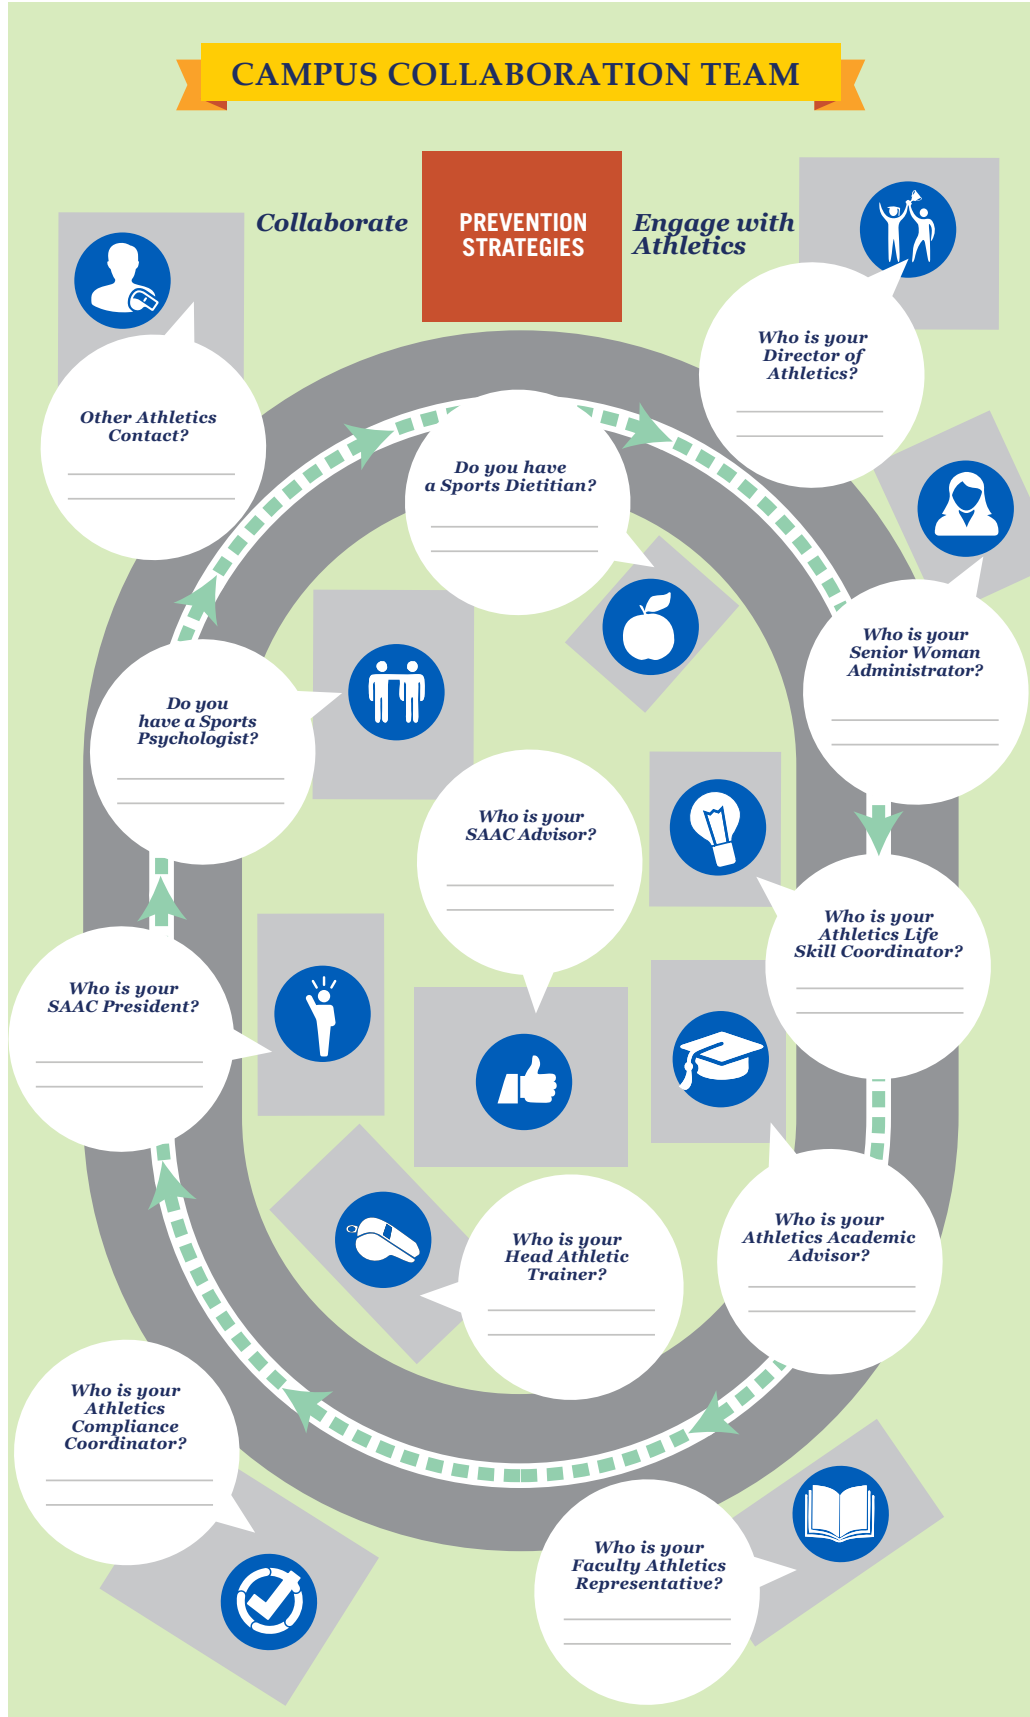 CAMPUS COLLABORATION TEAM
Collaborate
PREVENTION
STRATEGIES
Engage with
Athletics
Other Athletics
Contact?
Who is your
Director of
Athletics?
Do you have
a Sports Dietitian?
Who is your
Senior Woman
Administrator?
Do you
have a Sports
Psychologist?
Who is your
SAAC Advisor?
Who is your
Athletics Life
Skill Coordinator?
Who is your
SAAC President?
Who is your
Athletics Academic
Advisor?
Who is your
Head Athletic
Trainer?
Who is your
Athletics
Compliance
Coordinator?
Who is your
Faculty Athletics
Representative?